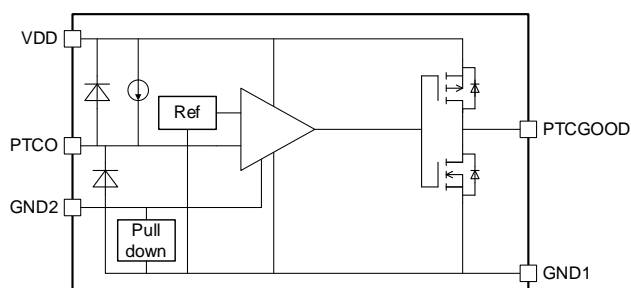 VDD
Ref
PTCO
PTCGOOD
GND2
Pull
down
GND1